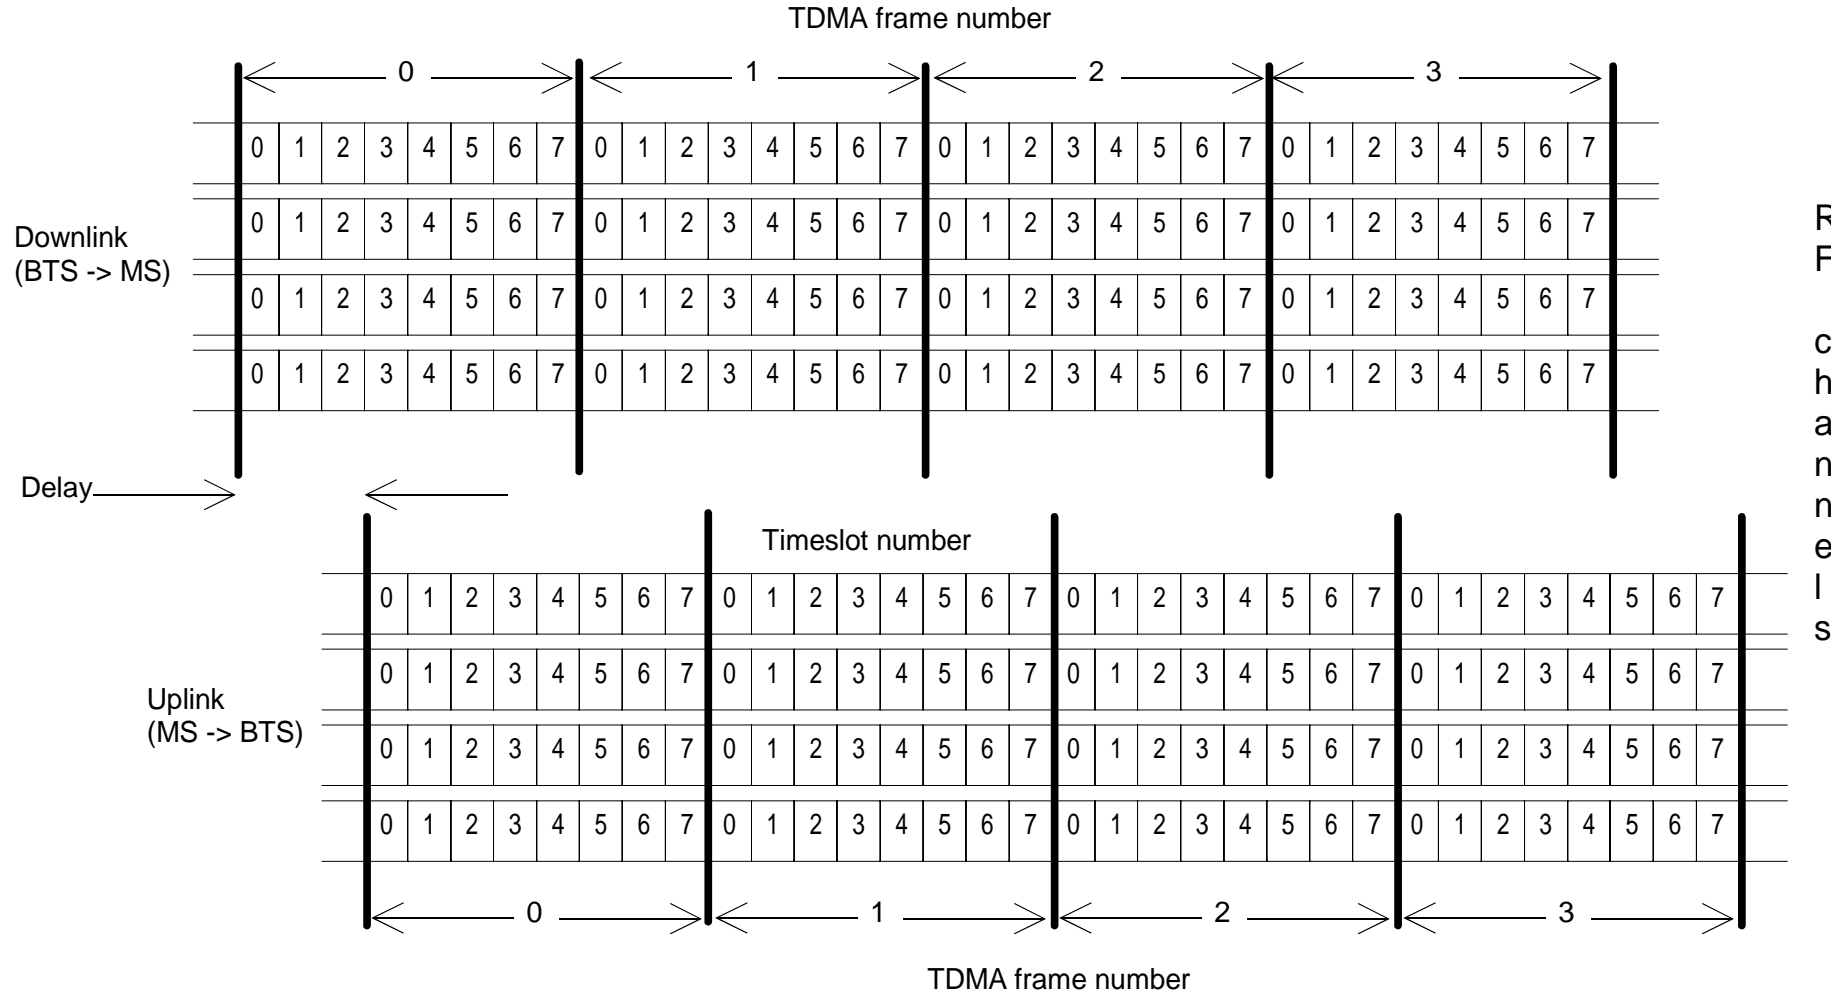 TDMA frame number
0 1 2 3
0 1 2 3 4 5 6 7 0 1 2 3 4 5 6 7 0 1 2 3 4 5 6 7 0 1 2 3 4 5 6 7
0 1 2 3 4 5 6 7 0 1 2 3 4 5 6 7 0 1 2 3 4 5 6 7 0 1 2 3 4 5 6 7
Downlink
(BTS -> MS)
0 1 2 3 4 5 6 7 0 1 2 3 4 5 6 7 0 1 2 3 4 5 6 7 0 1 2 3 4 5 6 7
0 1 2 3 4 5 6 7 0 1 2 3 4 5 6 7 0 1 2 3 4 5 6 7 0 1 2 3 4 5 6 7
Delay
Timeslot number
0 1 2 3 4 5 6 7 0 1 2 3 4 5 6 7 0 1 2 3 4 5 6 7 0 1 2 3 4 5 6 7
0 1 2 3 4 5 6 7 0 1 2 3 4 5 6 7 0 1 2 3 4 5 6 7 0 1 2 3 4 5 6 7
Uplink
(MS -> BTS)
0 1 2 3 4 5 6 7 0 1 2 3 4 5 6 7 0 1 2 3 4 5 6 7 0 1 2 3 4 5 6 7
0 1 2 3 4 5 6 7 0 1 2 3 4 5 6 7 0 1 2 3 4 5 6 7 0 1 2 3 4 5 6 7
0 1 2 3
TDMA frame number
R
F
c
h
a
n
n
e
l
s